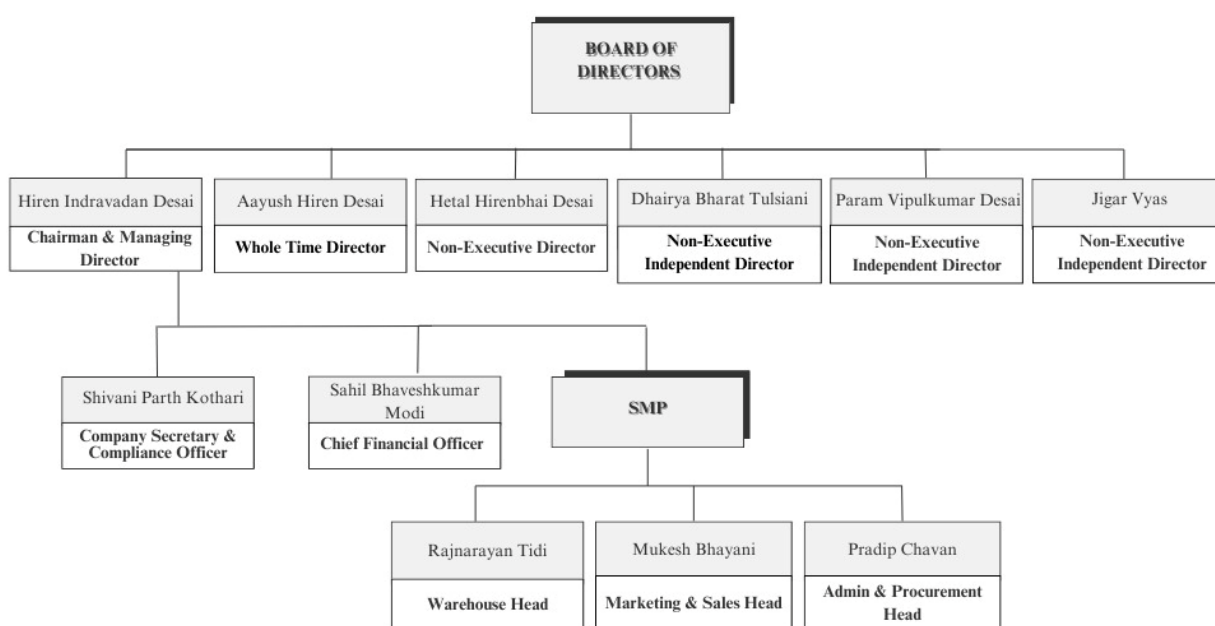 BOARD OF
DIRECTORS
Hiren Indravadan Desai
Chairman & Managing
Director
Aayush Hiren Desai
Whole Time Director
Hetal Hirenbhai Desai
Non-Executive Director
Dhairya Bharat Tulsiani
Non-Executive
Independent Director
Param Vipulkumar Desai
Non-Executive
Independent Director
Jigar Vyas
Non-Executive
Independent Director
Shivani Parth Kothari
Company Secretary &
Compliance Officer
Sahil Bhaveshkumar
Modi
Chief Financial Officer
SMP
Rajnarayan Tidi
Warehouse Head
Mukesh Bhayani
Marketing & Sales Head
Pradip Chavan
Admin & Procurement
Head